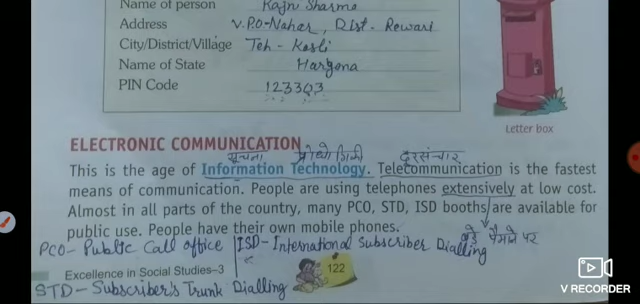 Name of person Raju Sharma
Address V.P.O-Nahar, Dist. Rewari
City/District/Village Teh - Kosli
Name of State Haryana
PIN Code 123303
Letter box
ELECTRONIC COMMUNICATION
सूचना प्रौद्योगिकी दूरसंचार
This is the age of Information Technology. Telecommunication is the fastest
means of communication. People are using telephones extensively at low cost.
Almost in all parts of the country, many PCO, STD, ISD booths are available for
public use. People have their own mobile phones. बड़े पैमाने पर
PCO - Public Call office ISD - International Subscriber Dialling
Excellence in Social Studies–3 122
STD - Subscriber's Trunk Dialling
V RECORDER